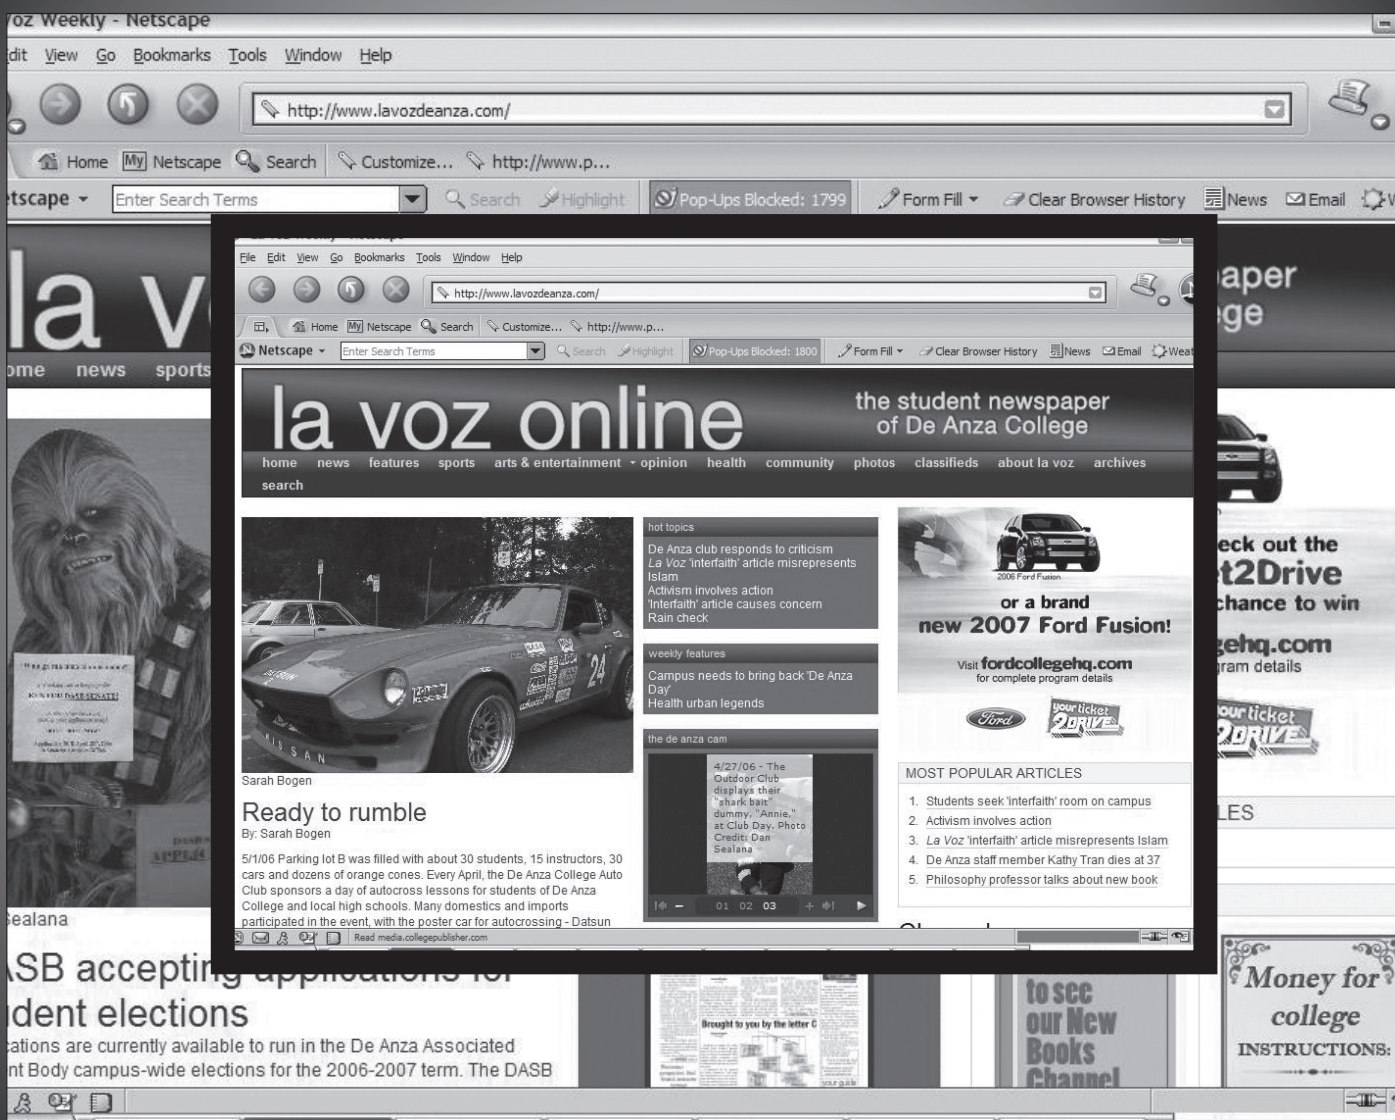 oz Weekly - Netscape
dit View Go Bookmarks Tools Window Help
http://www.lavozdeanza.com/
Home My Netscape Search Customize... http://www.p...
etscape Enter Search Terms Search Highlight Pop-Ups Blocked: 1799 Form Fill Clear Browser History News Email
la v
aper
ge
ome news sports
File Edit View Go Bookmarks Tools Window Help
http://www.lavozdeanza.com/
Home My Netscape Search Customize... http://www.p...
Netscape Enter Search Terms Search Highlight Pop-Ups Blocked: 1800 Form Fill Clear Browser History News Email Weat
la voz online
the student newspaper
of De Anza College
home news features sports arts & entertainment opinion health community photos classifieds about la voz archives
search
Sarah Bogen
Ready to rumble
By: Sarah Bogen
5/1/06 Parking lot B was filled with about 30 students, 15 instructors, 30
cars and dozens of orange cones. Every April, the De Anza College Auto
Club sponsors a day of autocross lessons for students of De Anza
College and local high schools. Many domestics and imports
participated in the event, with the poster car for autocrossing - Datsun
hot topics
De Anza club responds to criticism
La Voz 'interfaith' article misrepresents
Islam
Activism involves action
'Interfaith' article causes concern
Rain check
weekly features
Campus needs to bring back 'De Anza
Day'
Health urban legends
the de anza cam
4/27/06 - The
Outdoor Club
displays their
"shark bait"
dummy, "Annie,"
at Club Day. Photo
Credit: Dan
Sealana
01 02 03
2006 Ford Fusion
or a brand
new 2007 Ford Fusion!
Visit fordcollegehq.com
for complete program details
Ford
your ticket
2DRIVE
MOST POPULAR ARTICLES
1. Students seek 'interfaith' room on campus
2. Activism involves action
3. La Voz 'interfaith' article misrepresents Islam
4. De Anza staff member Kathy Tran dies at 37
5. Philosophy professor talks about new book
Read media.collegepublisher.com
24
NISSAN
eck out the
t2Drive
chance to win
gehq.com
gram details
our ticket
2DRIVE
LES
RUN FOR DASB SENATE!
Sealana
ASB accepting applications for
dent elections
cations are currently available to run in the De Anza Associated
nt Body campus-wide elections for the 2006-2007 term. The DASB
Brought to you by the letter C
your guide
to see
our New
Books
Channel
Money for
college
INSTRUCTIONS: